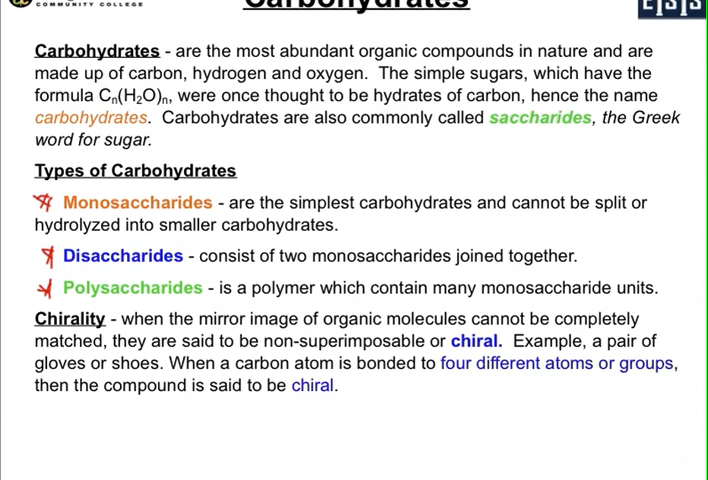 COMMUNITY COLLEGE
Carbohydrates
Carbohydrates - are the most abundant organic compounds in nature and are
made up of carbon, hydrogen and oxygen. The simple sugars, which have the
formula Cₙ(H₂O)ₙ, were once thought to be hydrates of carbon, hence the name
carbohydrates. Carbohydrates are also commonly called saccharides, the Greek
word for sugar.
Types of Carbohydrates
Monosaccharides - are the simplest carbohydrates and cannot be split or
hydrolyzed into smaller carbohydrates.
Disaccharides - consist of two monosaccharides joined together.
Polysaccharides - is a polymer which contain many monosaccharide units.
Chirality - when the mirror image of organic molecules cannot be completely
matched, they are said to be non-superimposable or chiral. Example, a pair of
gloves or shoes. When a carbon atom is bonded to four different atoms or groups,
then the compound is said to be chiral.